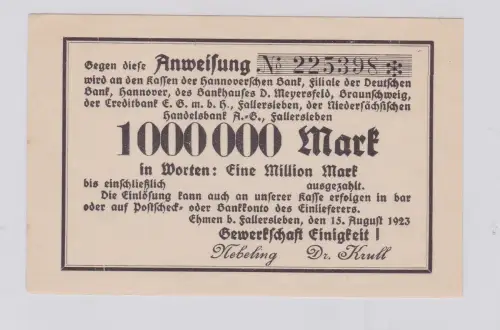 Gegen diese Anweisung № 225398 ✻
wird an den Kassen der Hannoverschen Bank, Filiale der Deutschen
Bank, Hannover, des Bankhauses D. Meyersfeld, Braunschweig,
der Creditbank E. G. m. b. H., Fallersleben, der Niedersächsischen
Handelsbank A.-G., Fallersleben
1000000 Mark
in Worten: Eine Million Mark
bis einschließlich ausgezahlt.
Die Einlösung kann auch an unserer Kasse erfolgen in bar
oder auf Postscheck- oder Bankkonto des Einlieferers.
Ehmen b. Fallersleben, den 15. August 1923
Gewerkschaft Einigkeit I
Nebeling Dr. Krull